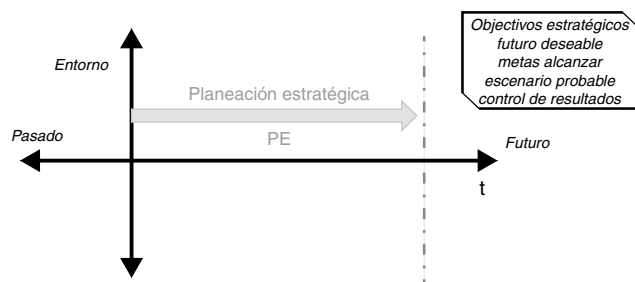 Objectivos estratégicos
futuro deseable
metas alcanzar
escenario probable
control de resultados
Entorno
Planeación estratégica
PE
Pasado
Futuro
t